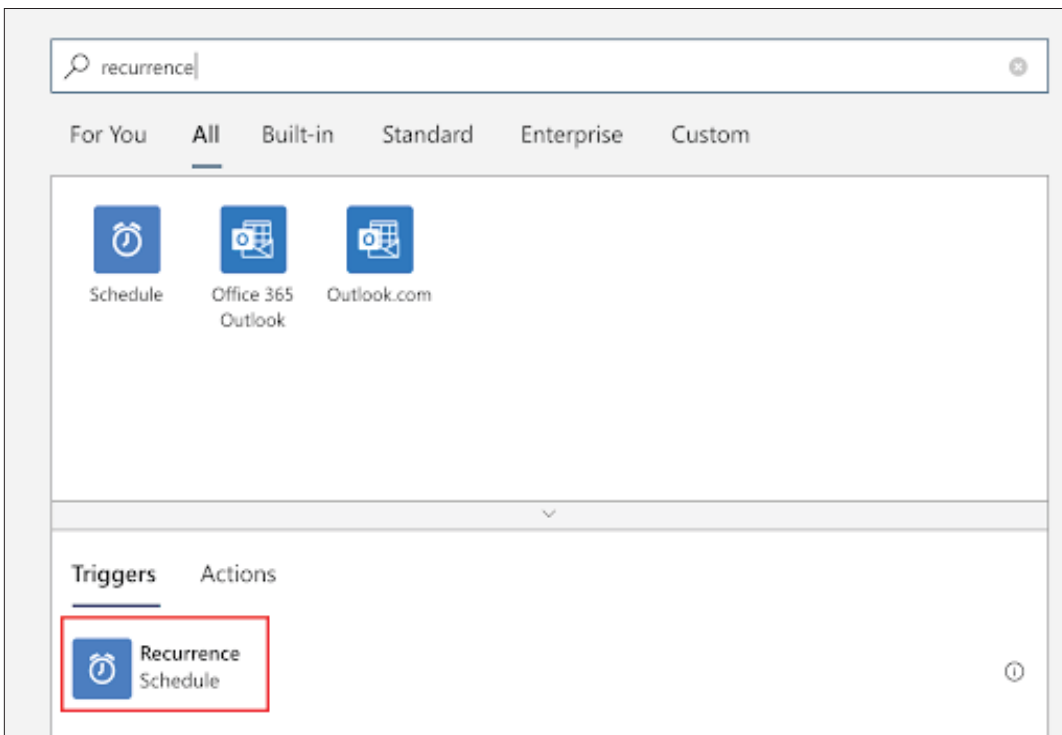 recurrence
For You All Built-in Standard Enterprise Custom
Schedule Office 365 Outlook.com
Outlook
Triggers Actions
Recurrence
Schedule